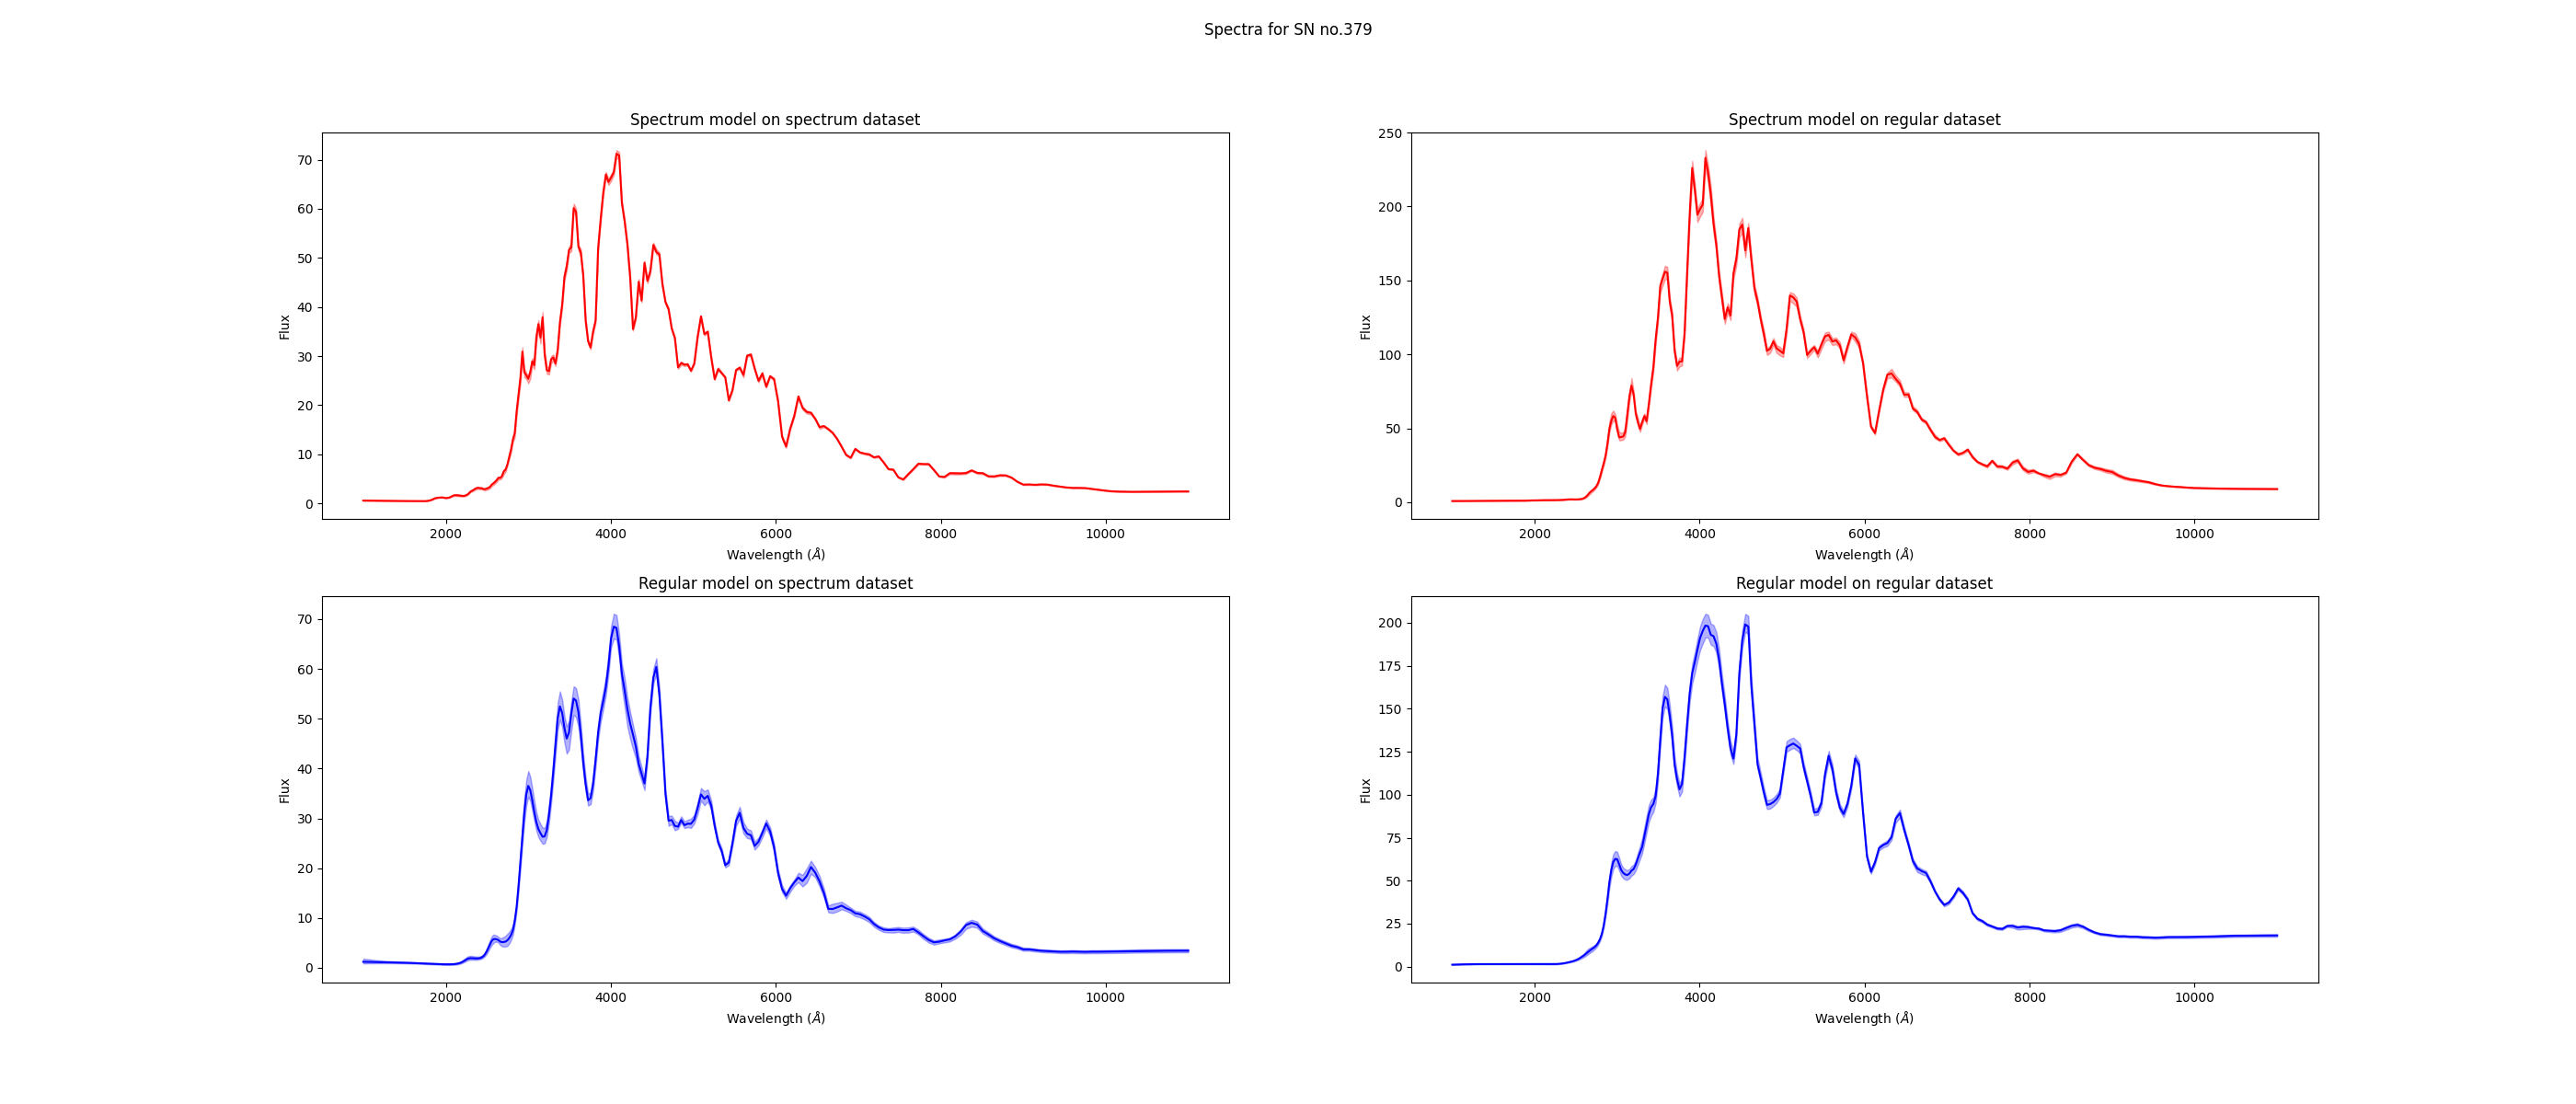 Spectra for SN no.379
Spectrum model on spectrum dataset
Flux
70
60
50
40
30
20
10
0
2000 4000 6000 8000 10000
Wavelength (Å)
Spectrum model on regular dataset
Flux
250
200
150
100
50
0
2000 4000 6000 8000 10000
Wavelength (Å)
Regular model on spectrum dataset
Flux
70
60
50
40
30
20
10
0
2000 4000 6000 8000 10000
Wavelength (Å)
Regular model on regular dataset
Flux
200
175
150
125
100
75
50
25
0
2000 4000 6000 8000 10000
Wavelength (Å)